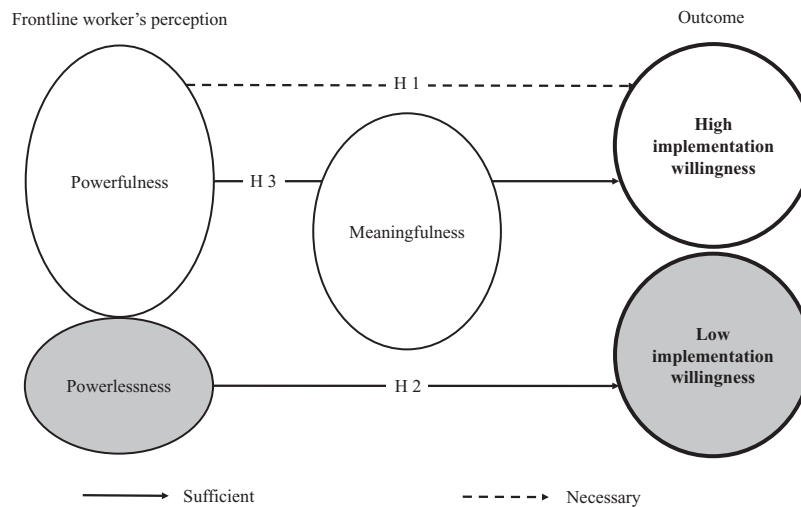 Frontline worker's perception
Outcome
H 1
High
implementation
willingness
Powerfulness
H 3
Meaningfulness
Low
implementation
willingness
Powerlessness
H 2
Sufficient
Necessary